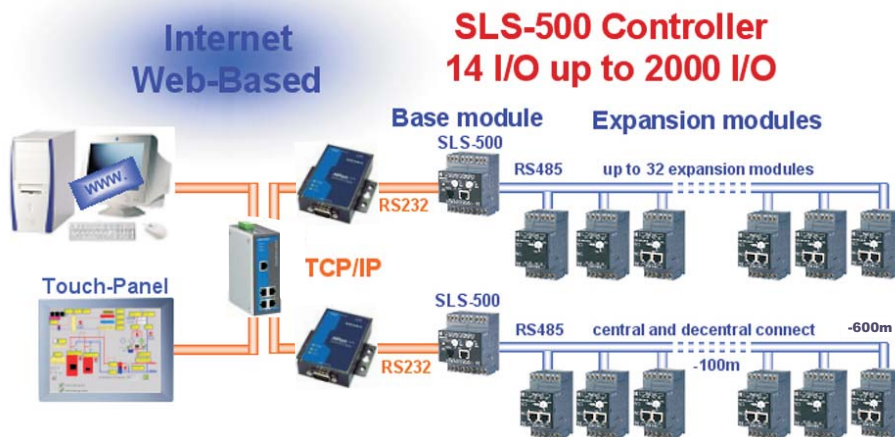 Internet
Web-Based
SLS-500 Controller
14 I/O up to 2000 I/O
Base module
Expansion modules
SLS-500
RS485
up to 32 expansion modules
www.
RS232
TCP/IP
Touch-Panel
SLS-500
RS485
central and decentral connect
-600m
-100m
RS232